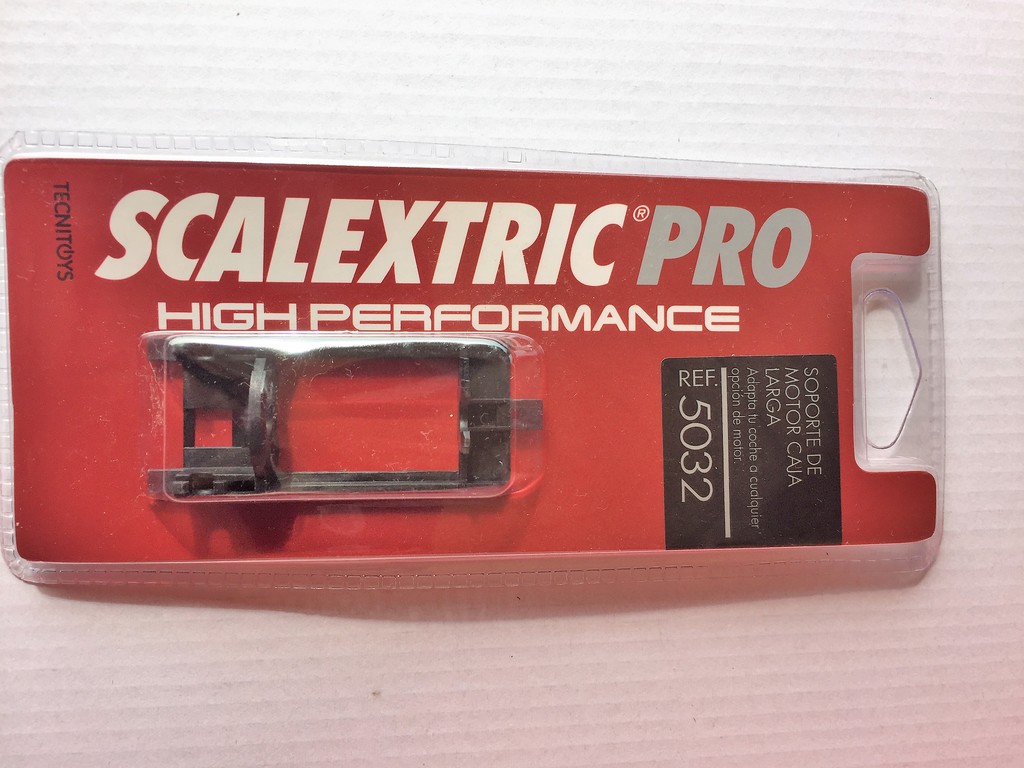 TECNITOYS
SCALEXTRIC® PRO
HIGH PERFORMANCE
SOPORTE DE
MOTOR CAJA
LARGA
Adapta tu coche a cualquier
opción de motor.
REF. 5032